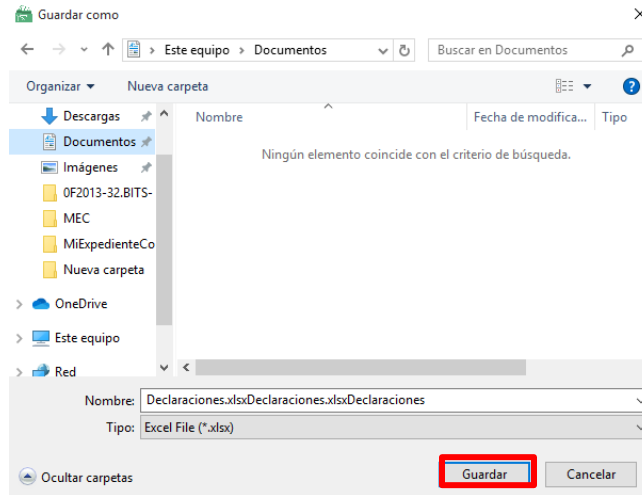 Guardar como
Este equipo > Documentos
Buscar en Documentos
Organizar
Nueva carpeta
?
Descargas
Nombre
Fecha de modifica...
Tipo
Documentos
Ningún elemento coincide con el criterio de búsqueda.
Imágenes
0F2013-32.BITS-
MEC
MiExpedienteCo
Nueva carpeta
OneDrive
Este equipo
Red
Nombre: Declaraciones.xlsxDeclaraciones.xlsxDeclaraciones
Tipo: Excel File (*.xlsx)
Ocultar carpetas
Guardar
Cancelar